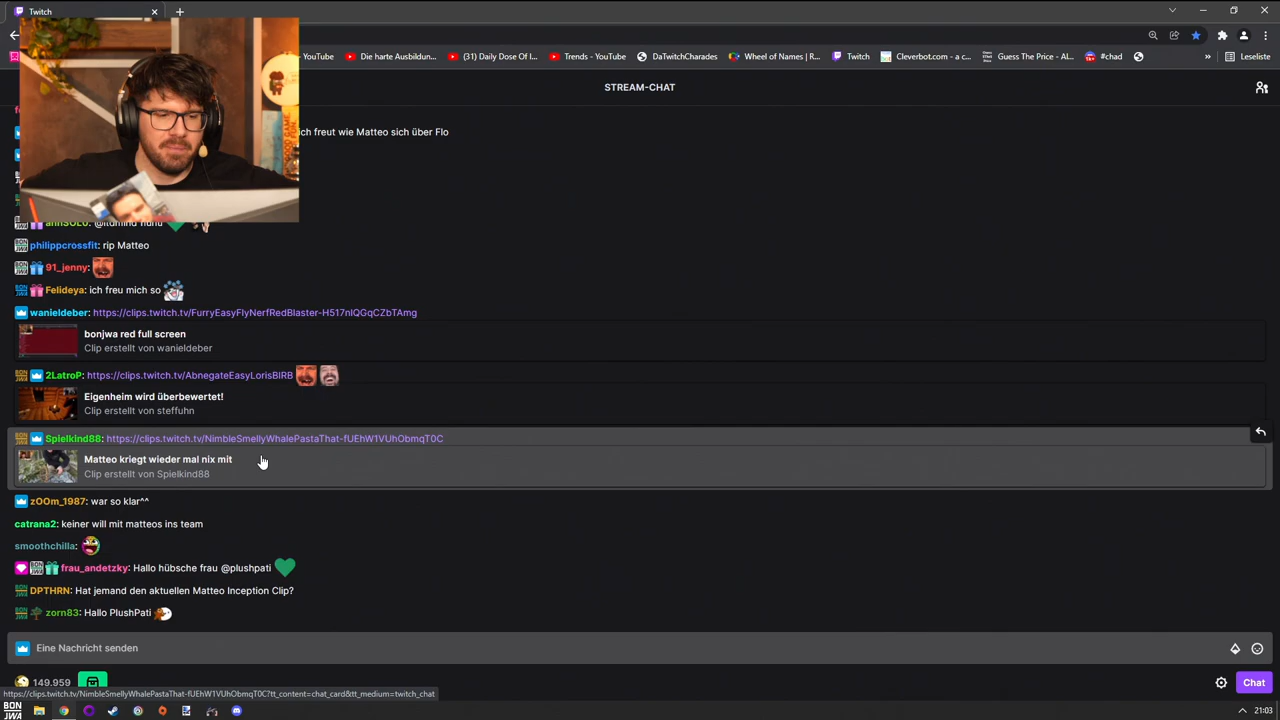 Twitch
YouTube
Die harte Ausbildun...
(31) Daily Dose Of I...
Trends - YouTube
DaTwitchCharades
Wheel of Names | R...
Twitch
Cleverbot.com - a c...
Guess The Price - AL...
#chad
»
Leseliste
STREAM-CHAT
ich freut wie Matteo sich über Flo
philippcrossfit: rip Matteo
91_jenny:
Felideya: ich freu mich so
wanieldeber: https://clips.twitch.tv/FurryEasyFlyNerfRedBlaster-H517nIQGqCZbTAmg
bonjwa red full screen
Clip erstellt von wanieldeber
2LatroP: https://clips.twitch.tv/AbnegateEasyLorisBIRB
Eigenheim wird überbewertet!
Clip erstellt von steffuhn
Spielkind88: https://clips.twitch.tv/NimbleSmellyWhalePastaThat-fUEhW1VUhObmqT0C
Matteo kriegt wieder mal nix mit
Clip erstellt von Spielkind88
zOOm_1987: war so klar^^
catrana2: keiner will mit matteos ins team
smoothchilla:
frau_andetzky: Hallo hübsche frau @plushpati
DPTHRN: Hat jemand den aktuellen Matteo Inception Clip?
zorn83: Hallo PlushPati
Eine Nachricht senden
149.959
Chat
https://clips.twitch.tv/NimbleSmellyWhalePastaThat-fUEhW1VUhObmqT0C?tt_content=chat_card&tt_medium=twitch_chat
BON
JWA
21:03